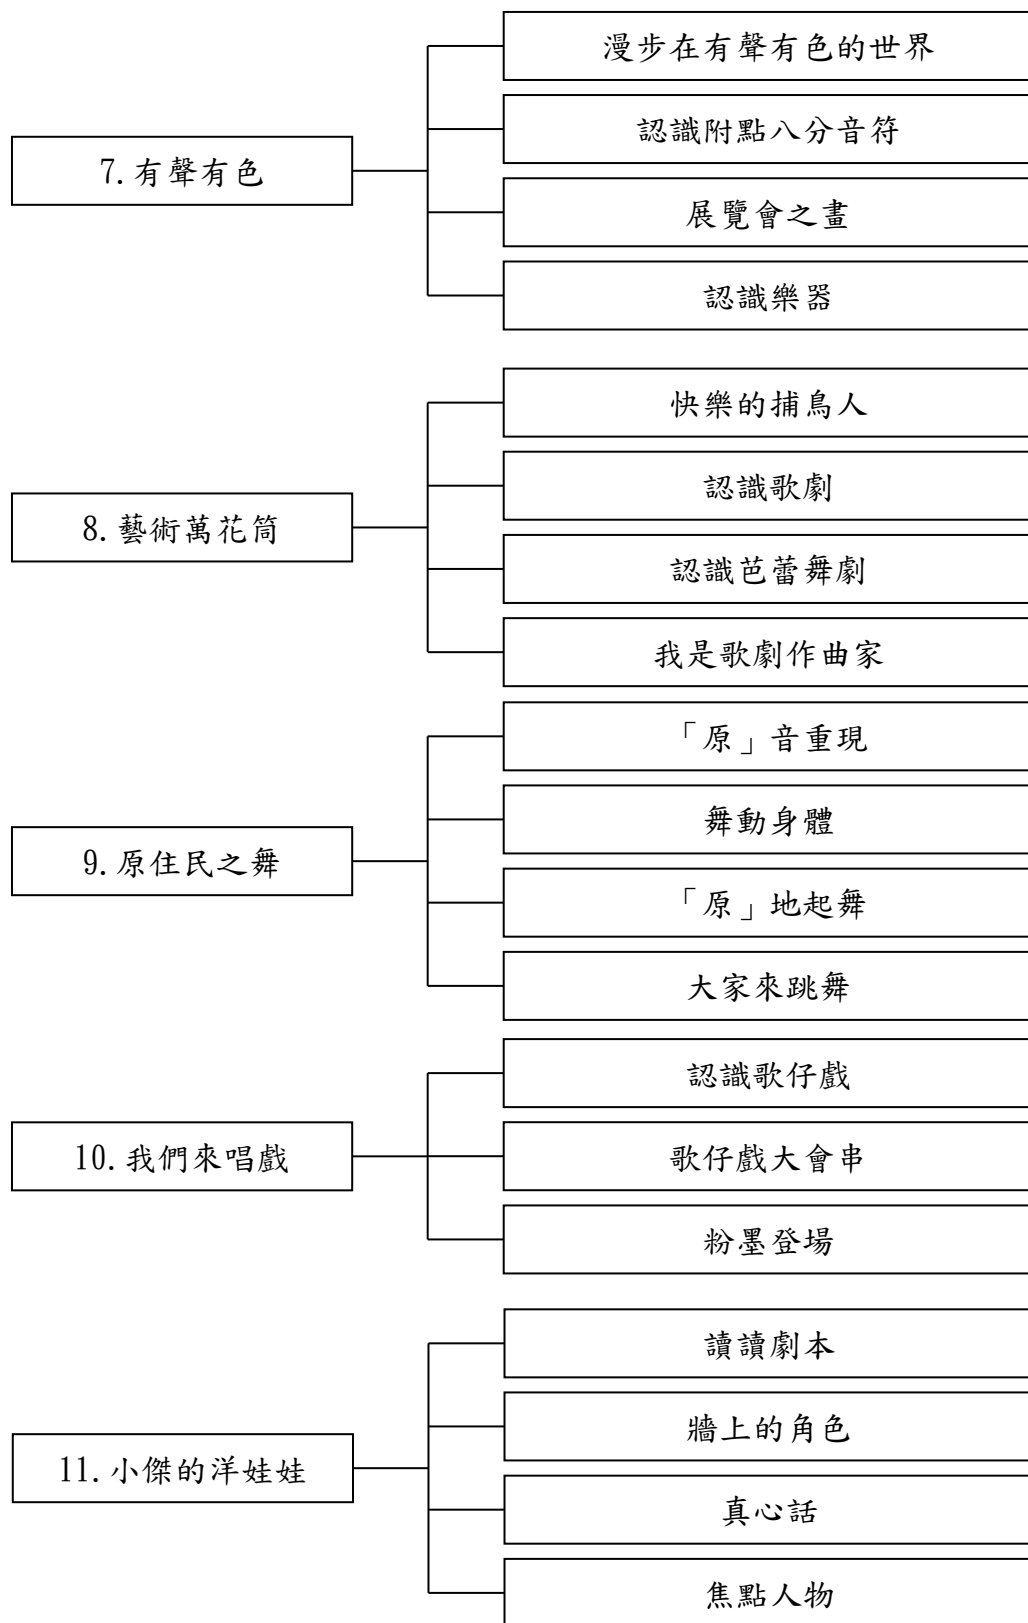 7.有聲有色
漫步在有聲有色的世界
認識附點八分音符
展覽會之畫
認識樂器
8.藝術萬花筒
快樂的捕鳥人
認識歌劇
認識芭蕾舞劇
我是歌劇作曲家
9.原住民之舞
「原」音重現
舞動身體
「原」地起舞
大家來跳舞
10.我們來唱戲
認識歌仔戲
歌仔戲大會串
粉墨登場
11.小傑的洋娃娃
讀讀劇本
牆上的角色
真心話
焦點人物